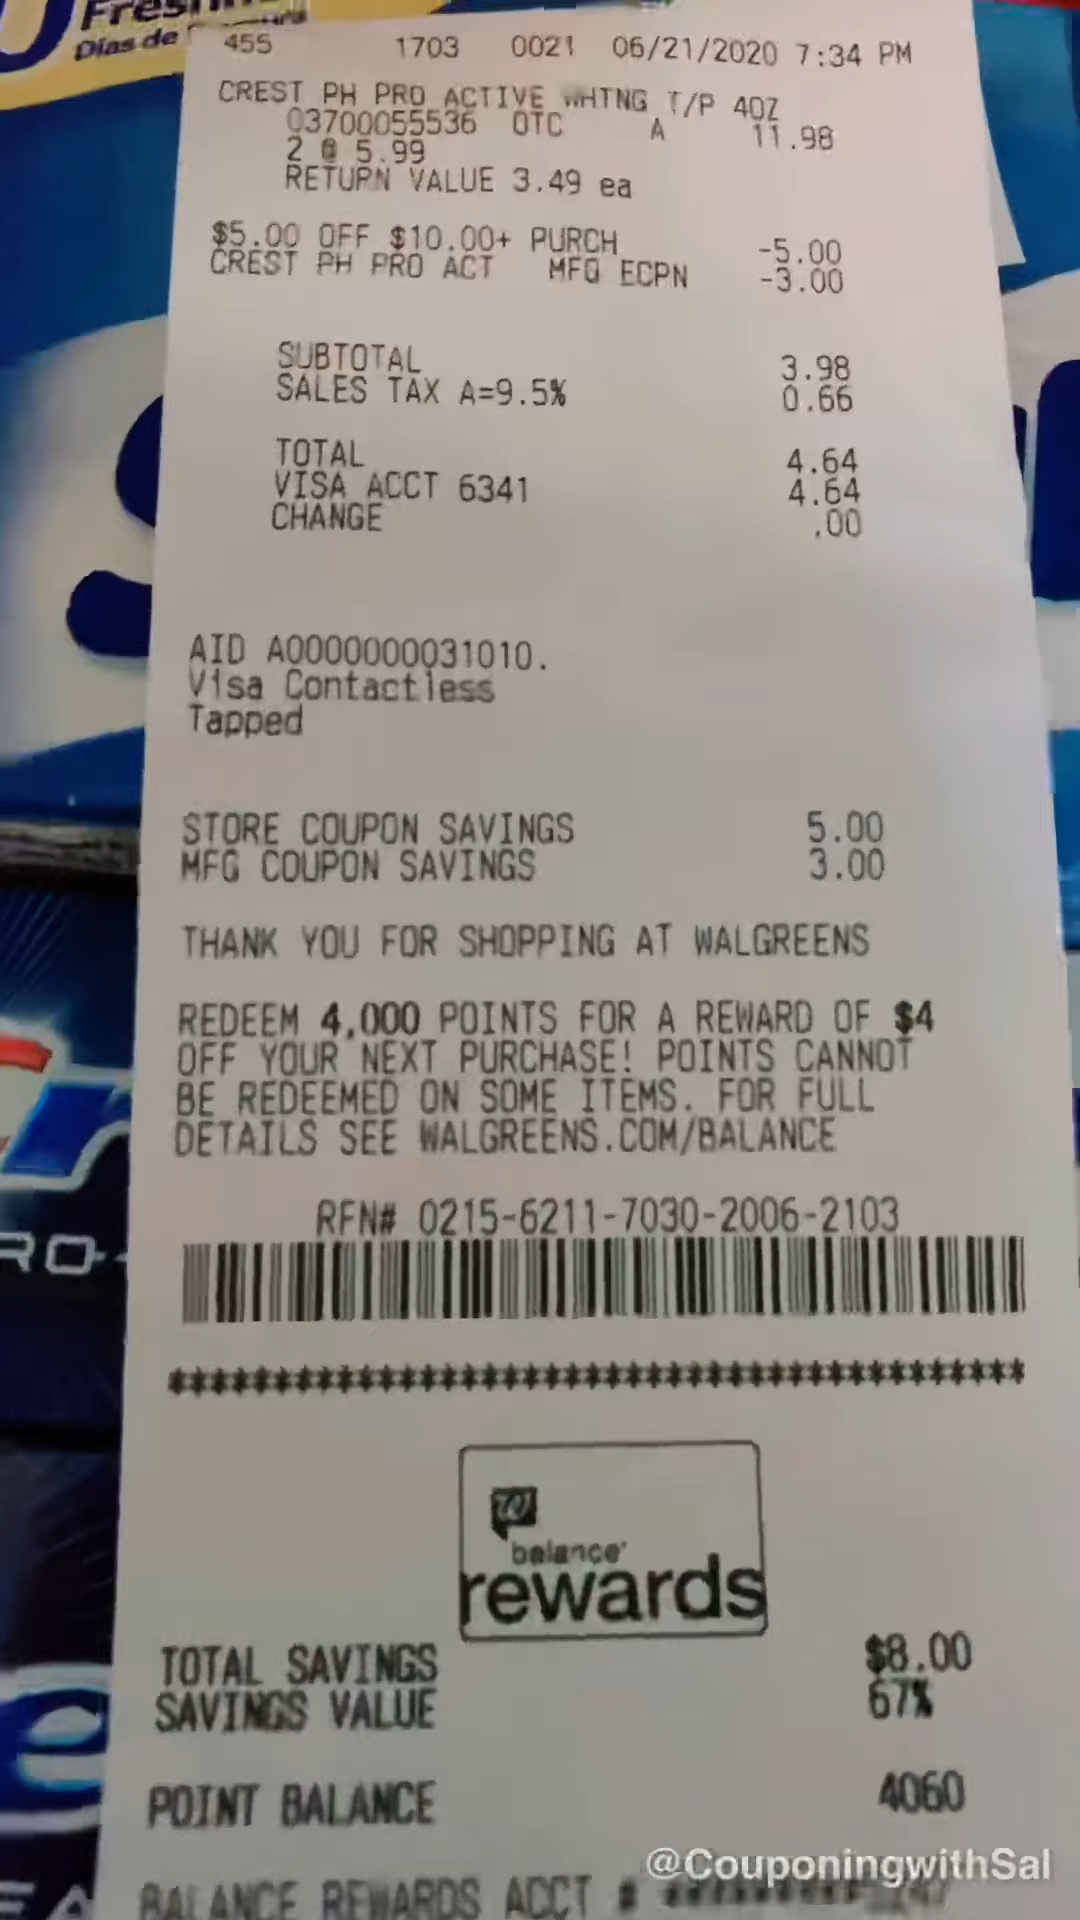 Días de
455 1703 0021 06/21/2020 7:34 PM
CREST PH PRO ACTIVE WHTNG T/P 4OZ
03700055536 OTC A 11.98
2 @ 5.99
RETURN VALUE 3.49 ea
$5.00 OFF $10.00+ PURCH -5.00
CREST PH PRO ACT MFG ECPN -3.00
SUBTOTAL 3.98
SALES TAX A=9.5% 0.66
TOTAL 4.64
VISA ACCT 6341 4.64
CHANGE .00
AID A0000000031010.
Visa Contactless
Tapped
STORE COUPON SAVINGS 5.00
MFG COUPON SAVINGS 3.00
THANK YOU FOR SHOPPING AT WALGREENS
REDEEM 4,000 POINTS FOR A REWARD OF $4
OFF YOUR NEXT PURCHASE! POINTS CANNOT
BE REDEEMED ON SOME ITEMS. FOR FULL
DETAILS SEE WALGREENS.COM/BALANCE
RFN# 0215-6211-7030-2006-2103
****************************************
balance
rewards
TOTAL SAVINGS $8.00
SAVINGS VALUE 67%
POINT BALANCE 4060
@CouponingwithSal
BALANCE REWARDS ACCT #